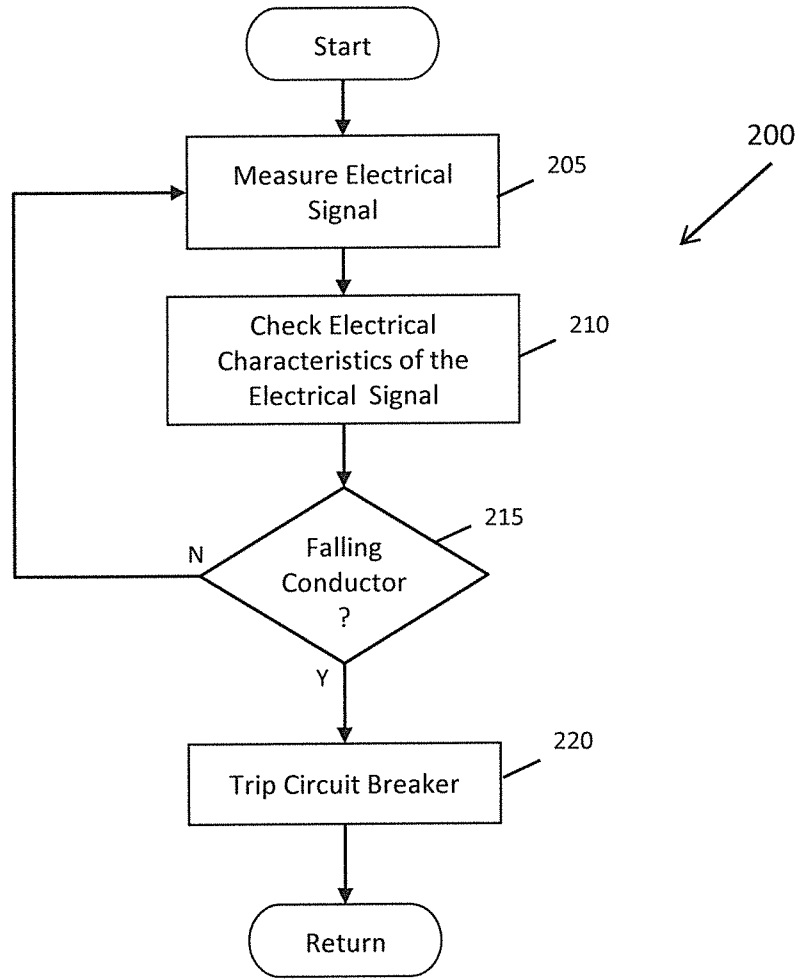 Start
200
Measure Electrical
Signal
205
Check Electrical
Characteristics of the
Electrical Signal
210
Falling
Conductor
?
215
N
Y
Trip Circuit Breaker
220
Return